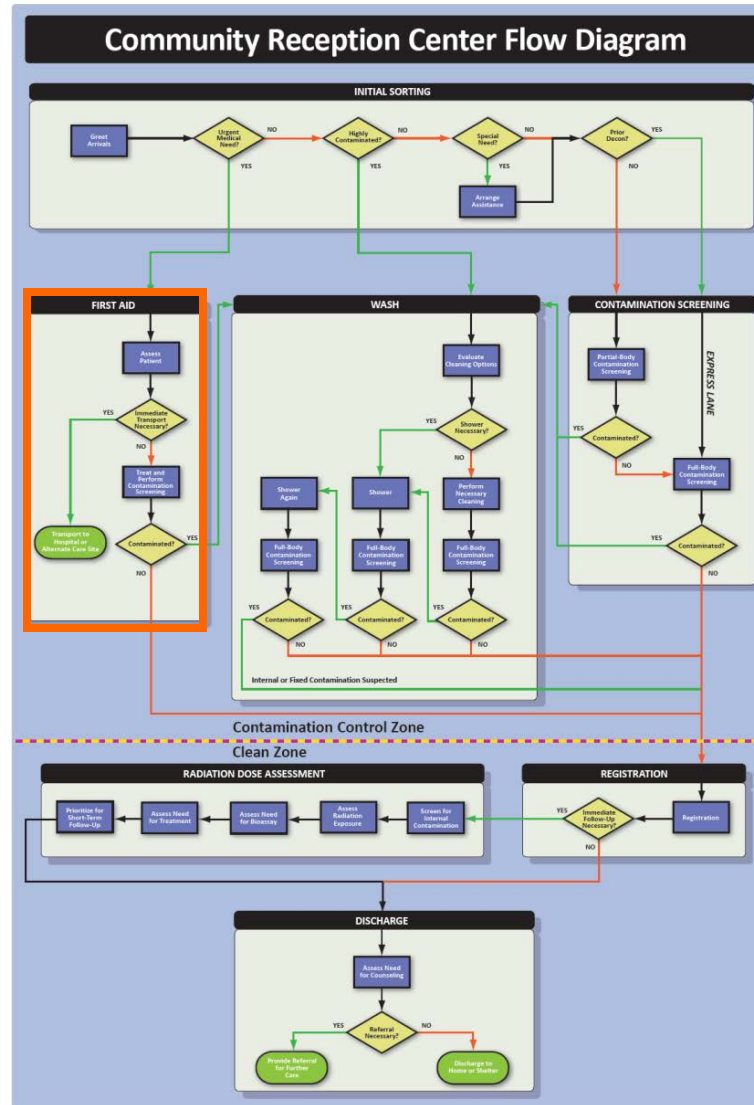 Community Reception Center Flow Diagram
INITIAL SORTING
Greet
Arrivals
Urgent
Medical
Need?
NO
YES
Highly
Contaminated?
NO
YES
Special
Need?
NO
YES
Arrange
Assistance
Prior
Decon?
YES
NO
FIRST AID
Assess
Patient
YES
Immediate
Transport
Necessary?
NO
Treat and
Perform
Contamination
Screening
Transport to
Hospital or
Alternate Care Site
Contaminated?
YES
NO
WASH
Evaluate
Cleaning Options
YES
Shower
Necessary?
NO
Shower
Again
Shower
Perform
Necessary
Cleaning
Full-Body
Contamination
Screening
Full-Body
Contamination
Screening
Full-Body
Contamination
Screening
YES
Contaminated?
NO
YES
Contaminated?
NO
YES
Contaminated?
NO
Internal or Fixed Contamination Suspected
CONTAMINATION SCREENING
Partial-Body
Contamination
Screening
EXPRESS LANE
YES
Contaminated?
NO
Full-Body
Contamination
Screening
YES
Contaminated?
NO
Contamination Control Zone
Clean Zone
RADIATION DOSE ASSESSMENT
Prioritize for
Short-Term
Follow-Up
Assess Need
for Treatment
Assess Need
for Bioassay
Assess
Radiation
Exposure
Screen for
Internal
Contamination
REGISTRATION
YES
Immediate
Follow-Up
Necessary?
NO
Registration
DISCHARGE
Assess Need
for Counseling
YES
Referral
Necessary?
NO
Provide Referral
for Further
Care
Discharge to
Home or Shelter